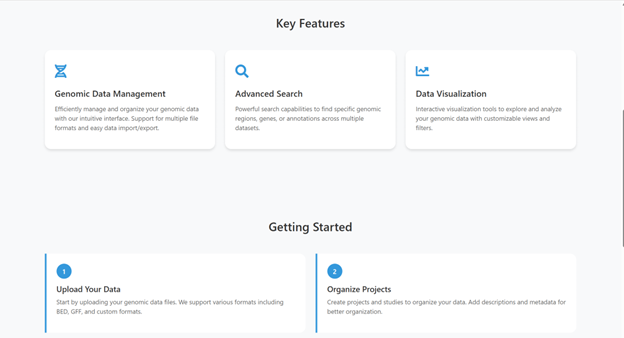 Key Features
Genomic Data Management
Efficiently manage and organize your genomic data
with our intuitive interface. Support for multiple file
formats and easy data import/export.
Advanced Search
Powerful search capabilities to find specific genomic
regions, genes, or annotations across multiple
datasets.
Data Visualization
Interactive visualization tools to explore and analyze
your genomic data with customizable views and
filters.
Getting Started
1
Upload Your Data
Start by uploading your genomic data files. We support various formats including
BED, GFF, and custom formats.
2
Organize Projects
Create projects and studies to organize your data. Add descriptions and metadata for
better organization.